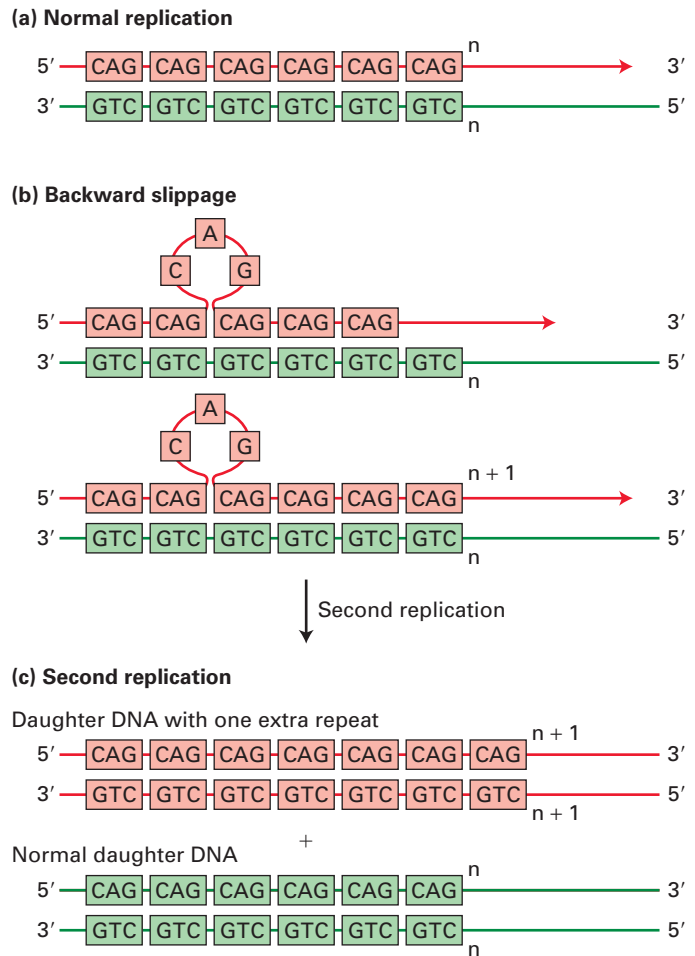 (a) Normal replication
n
5′ CAG CAG CAG CAG CAG CAG 3′
3′ GTC GTC GTC GTC GTC GTC 5′
n
(b) Backward slippage
A
C G
5′ CAG CAG CAG CAG CAG 3′
3′ GTC GTC GTC GTC GTC GTC 5′
n
A
C G
n + 1
5′ CAG CAG CAG CAG CAG CAG 3′
3′ GTC GTC GTC GTC GTC GTC 5′
n
Second replication
(c) Second replication
Daughter DNA with one extra repeat
n + 1
5′ CAG CAG CAG CAG CAG CAG CAG 3′
3′ GTC GTC GTC GTC GTC GTC GTC 5′
n + 1
+
Normal daughter DNA
n
5′ CAG CAG CAG CAG CAG CAG 3′
3′ GTC GTC GTC GTC GTC GTC 5′
n